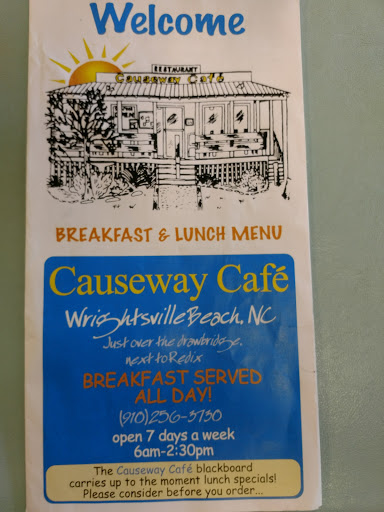 Welcome
RESTAURANT
Causeway Café
BREAKFAST & LUNCH MENU
Causeway Café
Wrightsville Beach, NC
Just over the drawbridge,
next to Redix
BREAKFAST SERVED
ALL DAY!
(910)256-3730
open 7 days a week
6am-2:30pm
The Causeway Café blackboard
carries up to the moment lunch specials!
Please consider before you order...